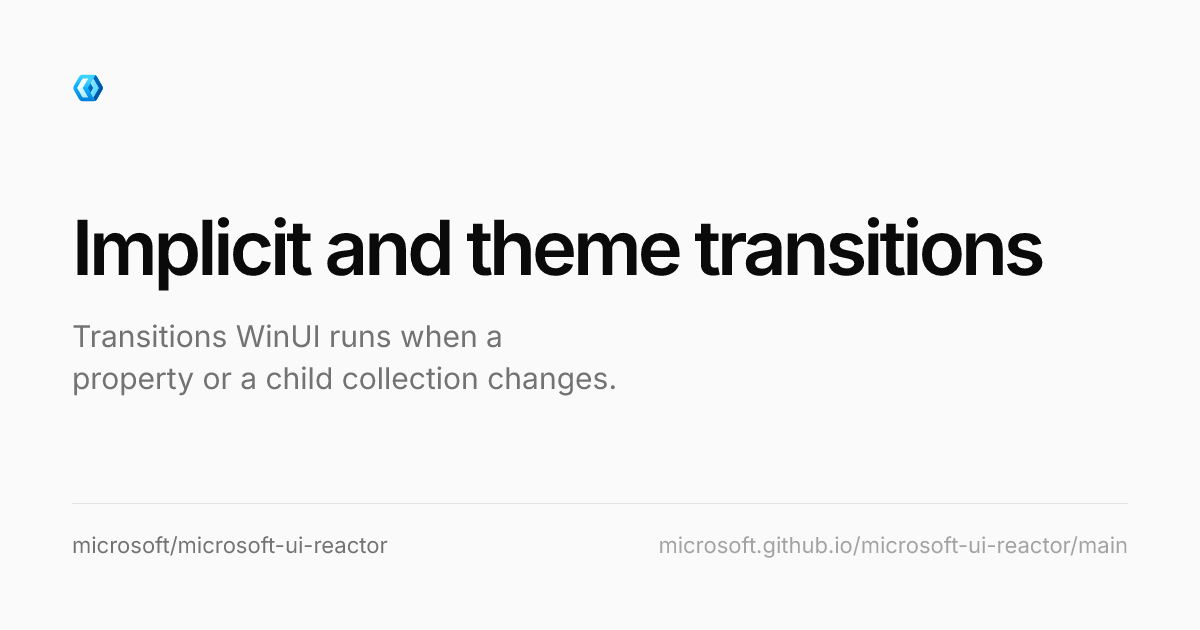 Implicit and theme transitions
Transitions WinUI runs when a
property or a child collection changes.
microsoft/microsoft-ui-reactor
microsoft.github.io/microsoft-ui-reactor/main